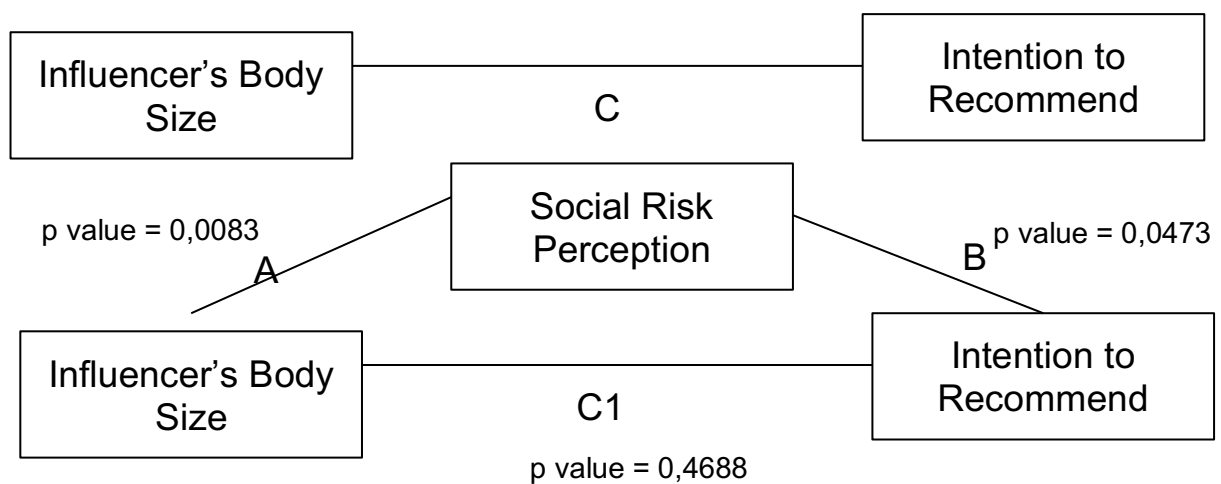 Influencer’s Body
Size
C
Intention to
Recommend
Social Risk
Perception
p value = 0,0083
A
B
p value = 0,0473
Influencer’s Body
Size
C1
Intention to
Recommend
p value = 0,4688